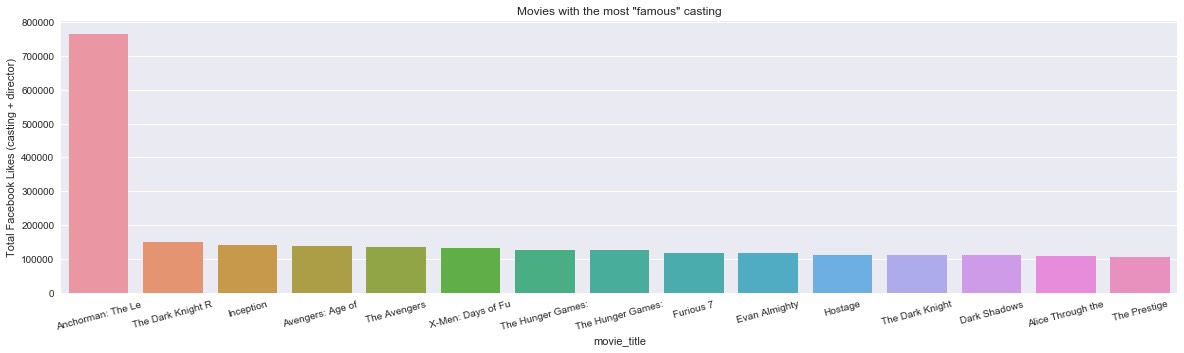 Movies with the most "famous" casting
Total Facebook Likes (casting + director)
800000
700000
600000
500000
400000
300000
200000
100000
0
Anchorman: The Le
The Dark Knight R
Inception
Avengers: Age of
The Avengers
X-Men: Days of Fu
The Hunger Games:
The Hunger Games:
Furious 7
Evan Almighty
Hostage
The Dark Knight
Dark Shadows
Alice Through the
The Prestige
movie_title